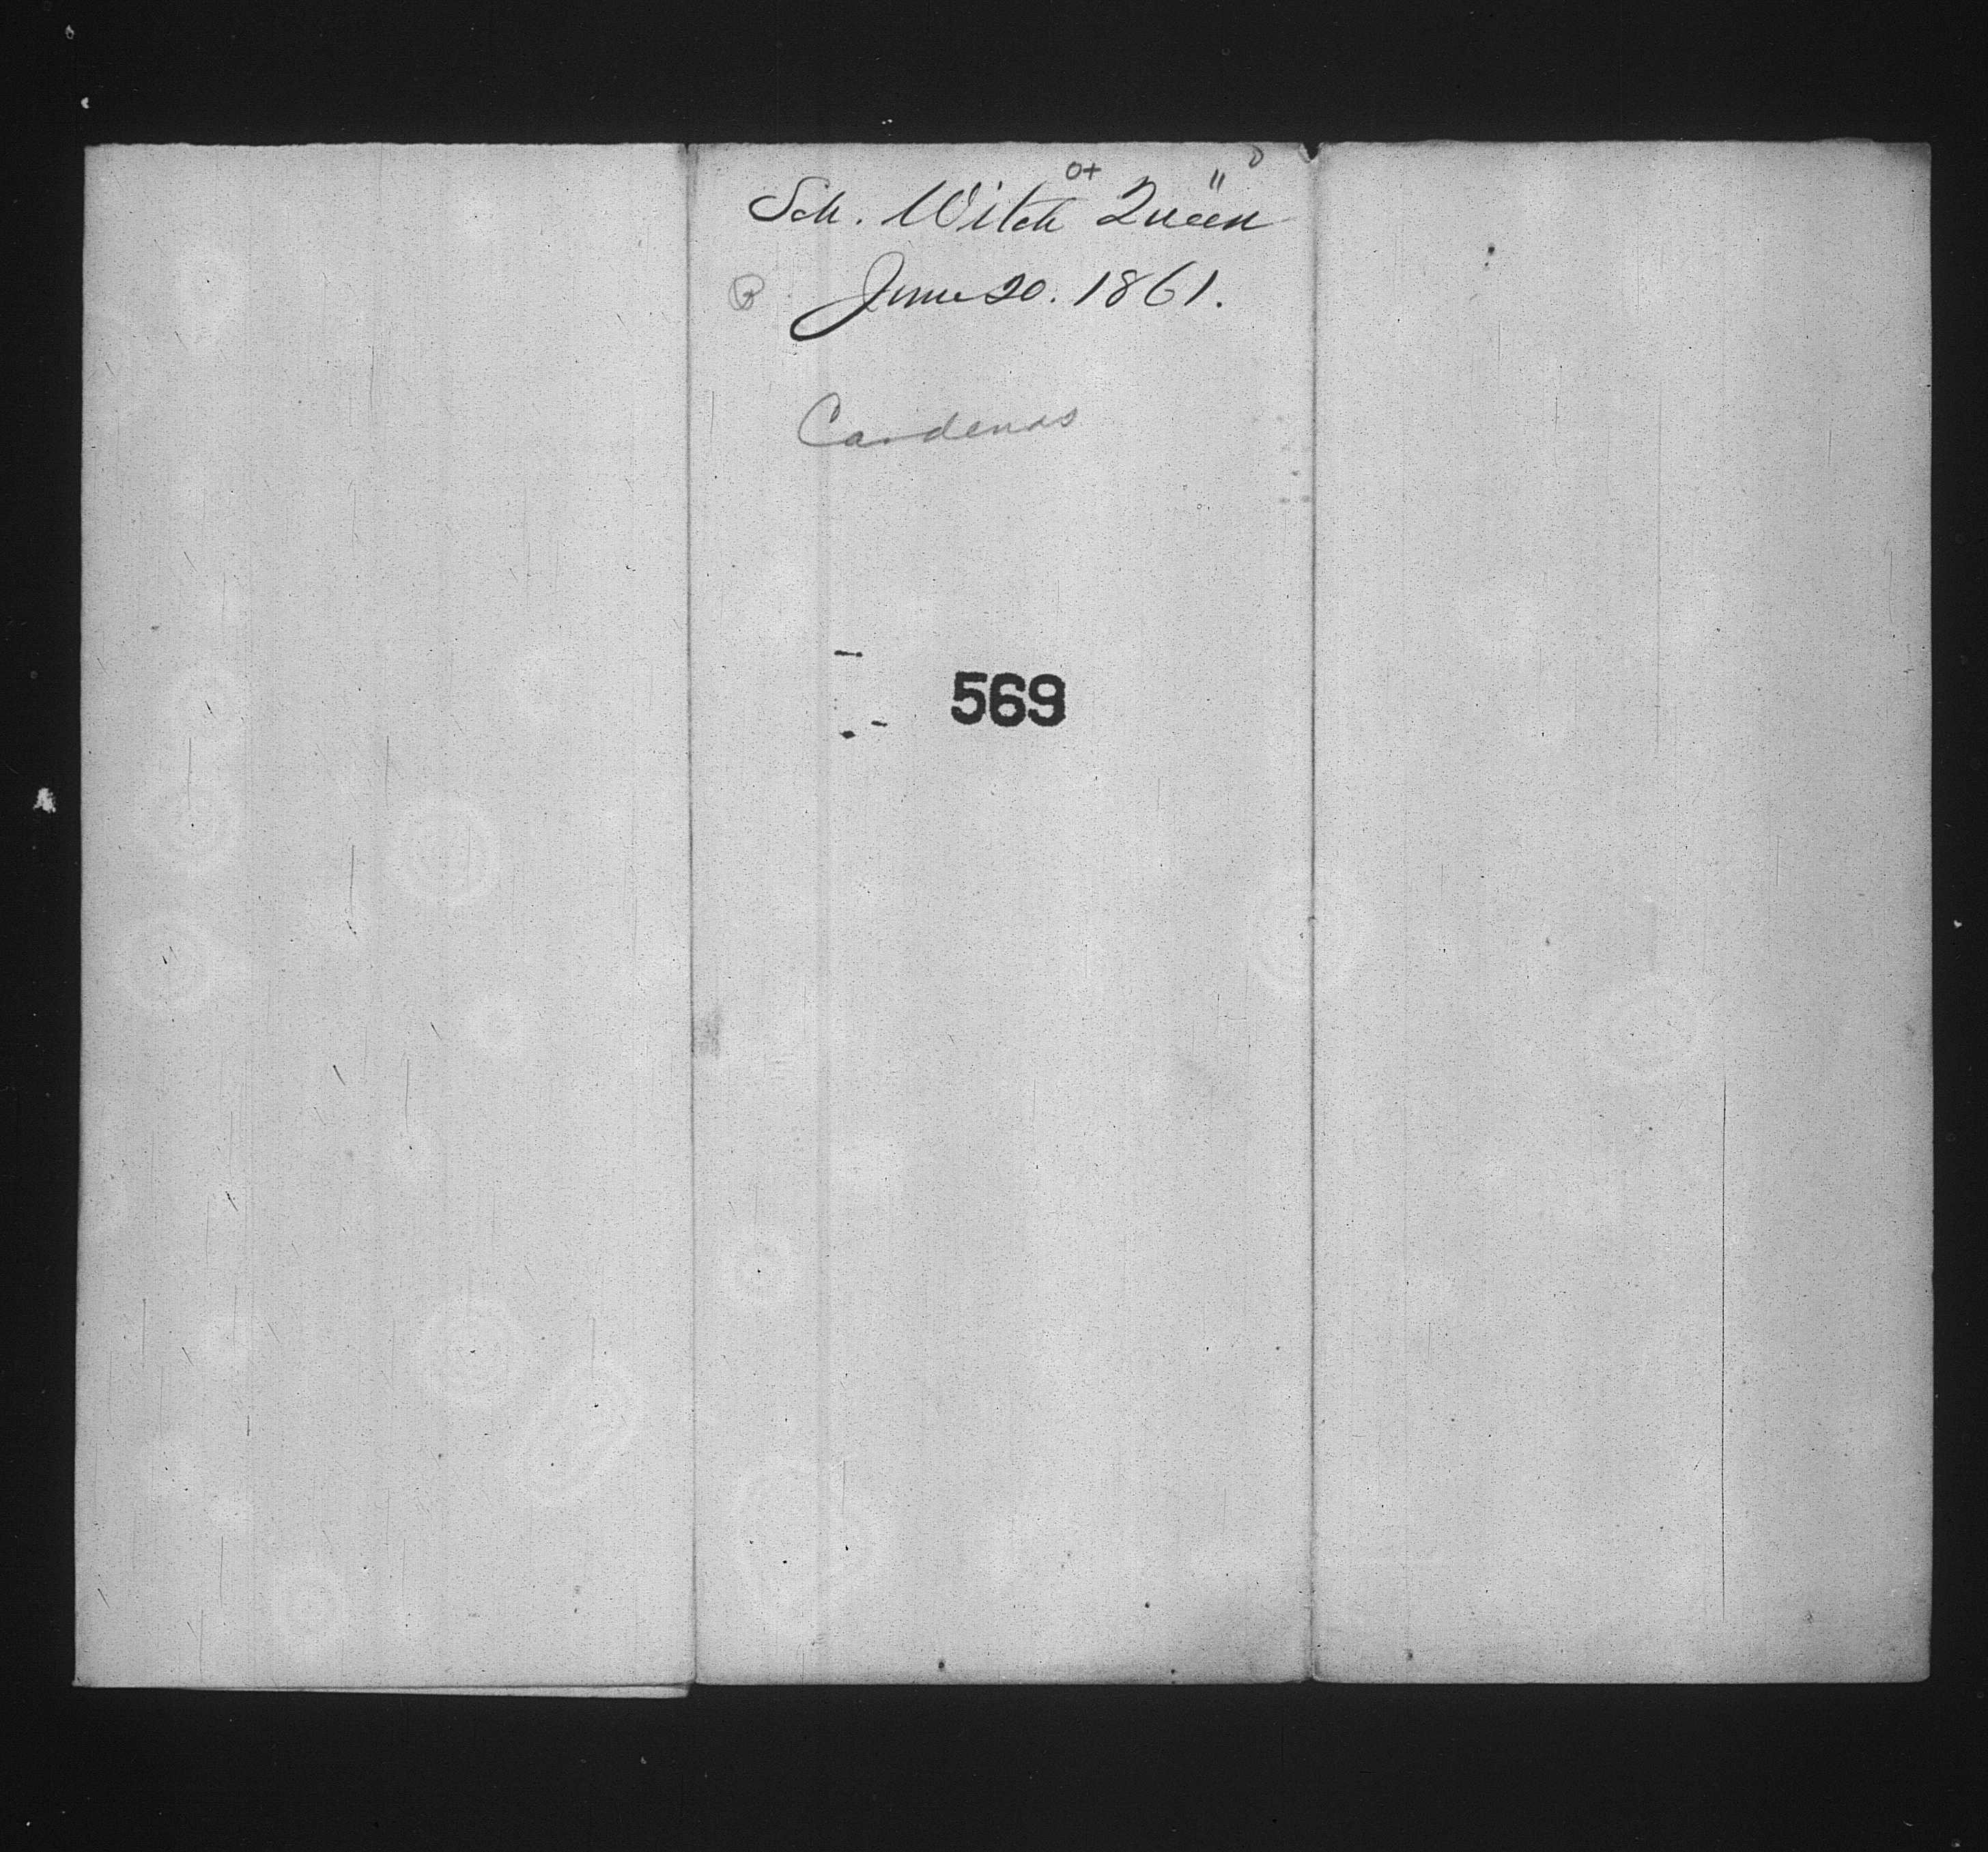 Sch. Witch Queen
June 20. 1861.
Cardenas
569